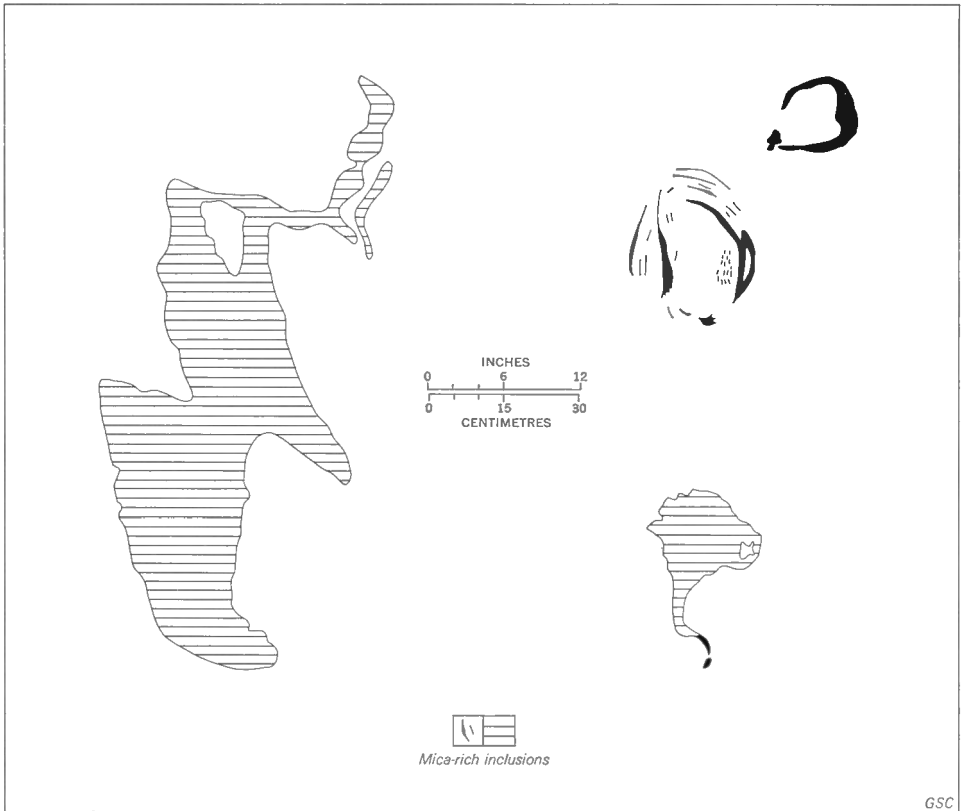 INCHES
0 6 12
0 15 30
CENTIMETRES
Mica-rich inclusions
GSC